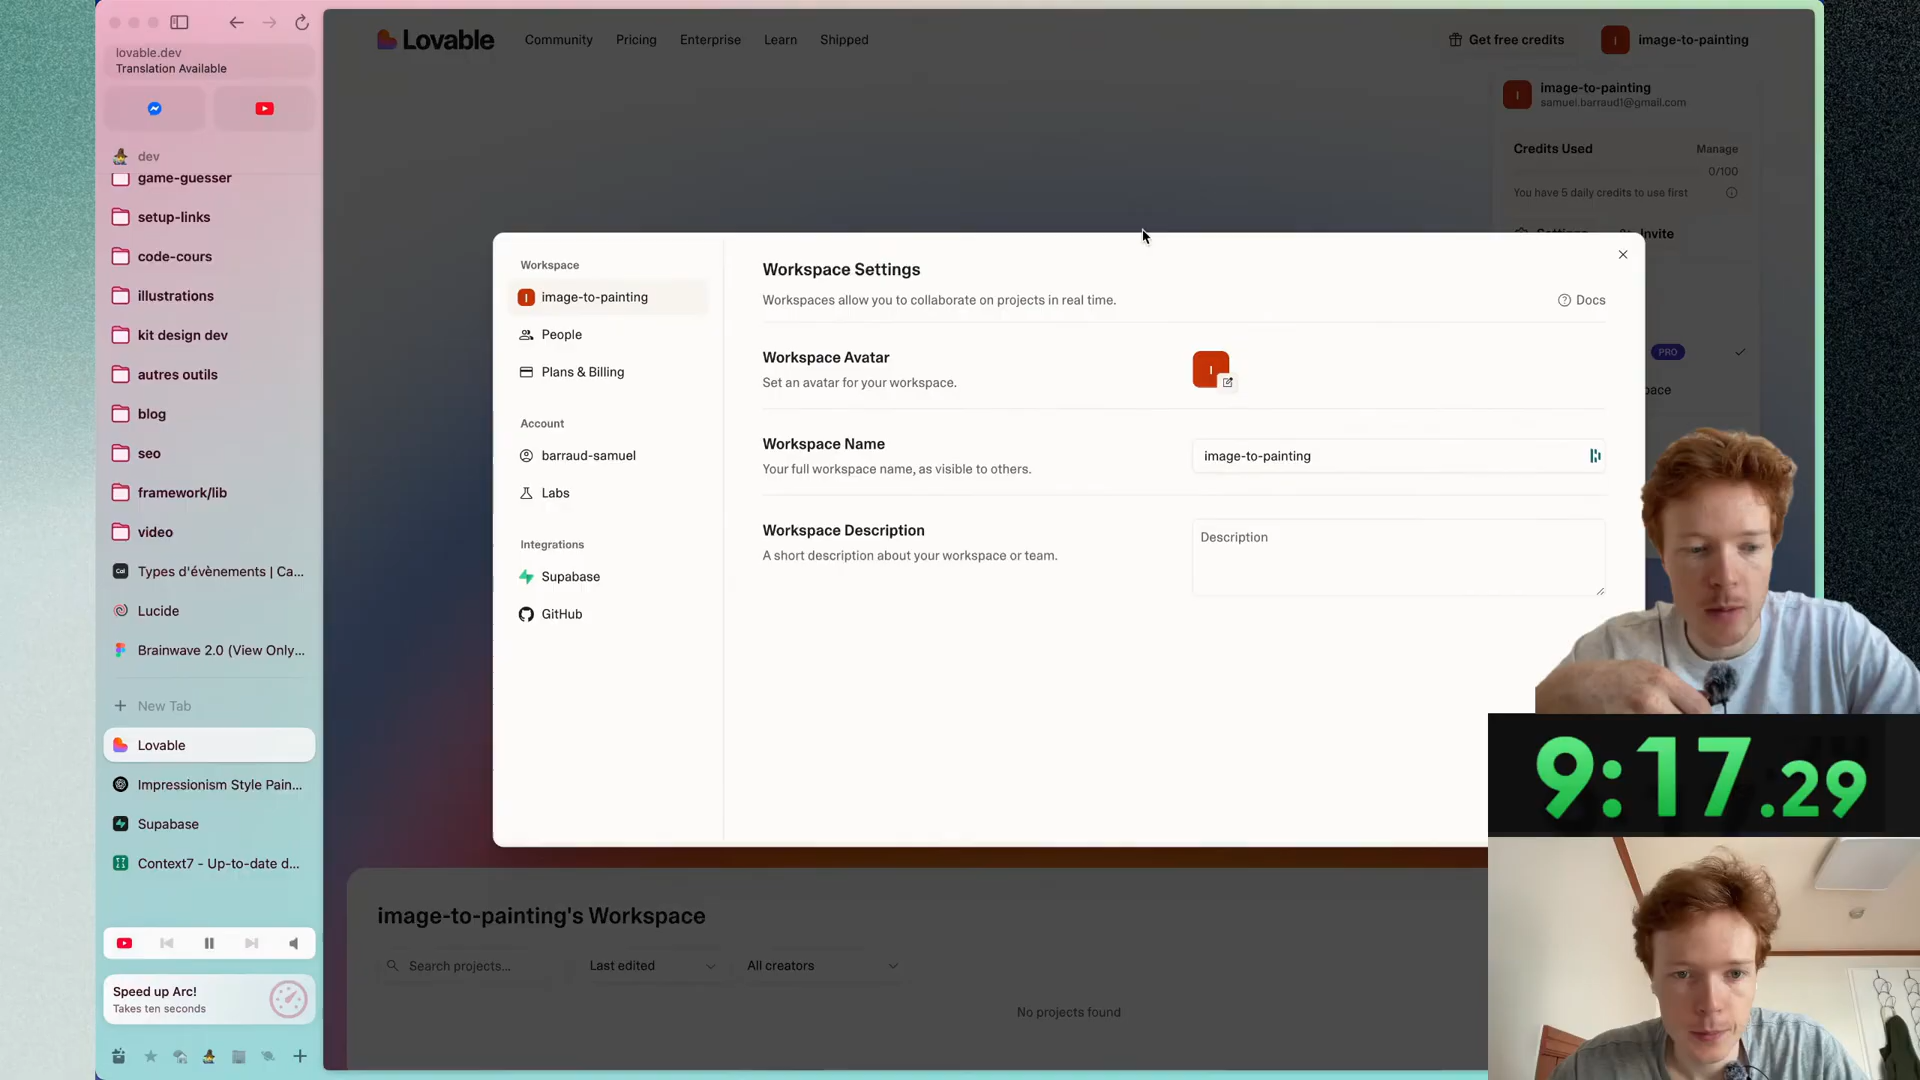 lovable.dev
Translation Available
dev
game-guesser
setup-links
code-cours
illustrations
kit design dev
autres outils
blog
seo
framework/lib
video
Types d'évènements | Ca...
Lucide
Brainwave 2.0 (View Only...
New Tab
Lovable
Impressionism Style Pain...
Supabase
Context7 - Up-to-date d...
Speed up Arc!
Takes ten seconds
Lovable
Community
Pricing
Enterprise
Learn
Shipped
Get free credits
I
image-to-painting
I
image-to-painting
samuel.barraud1@gmail.com
Credits Used
Manage
0/100
You have 5 daily credits to use first
Settings
Invite
PRO
pace
Workspace
I
image-to-painting
People
Plans & Billing
Account
barraud-samuel
Labs
Integrations
Supabase
GitHub
Workspace Settings
Workspaces allow you to collaborate on projects in real time.
Docs
Workspace Avatar
Set an avatar for your workspace.
I
Workspace Name
Your full workspace name, as visible to others.
image-to-painting
Workspace Description
A short description about your workspace or team.
Description
image-to-painting's Workspace
Search projects...
Last edited
All creators
No projects found
9:17.29